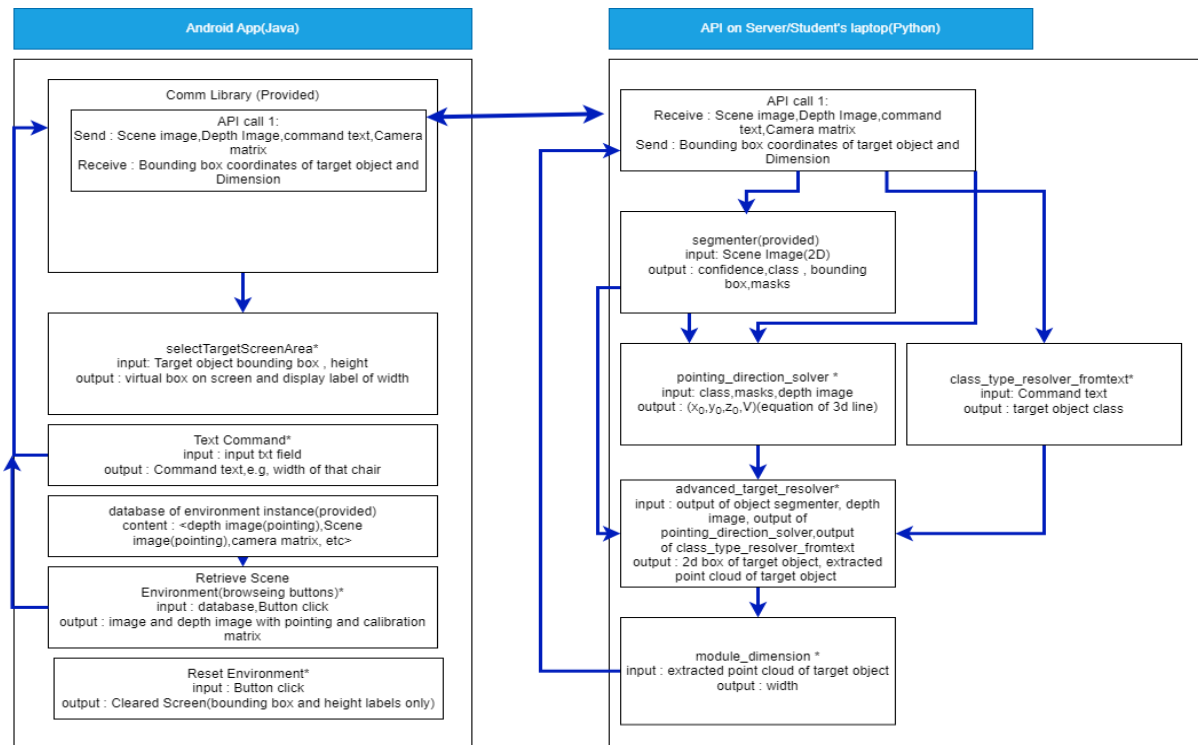 Android App(Java)
API on Server/Student's laptop(Python)
Comm Library (Provided)
API call 1:
Send : Scene image,Depth Image,command text,Camera
matrix
Receive : Bounding box coordinates of target object and
Dimension
selectTargetScreenArea*
input: Target object bounding box , height
output : virtual box on screen and display label of width
Text Command*
input : input txt field
output : Command text,e.g, width of that chair
database of environment instance(provided)
content : <depth image(pointing),Scene
image(pointing),camera matrix, etc>
Retrieve Scene
Environment(browseing buttons)*
input : database,Button click
output : image and depth image with pointing and calibration
matrix
Reset Environment*
input : Button click
output : Cleared Screen(bounding box and height labels only)
API call 1:
Receive : Scene image,Depth Image,command
text,Camera matrix
Send : Bounding box coordinates of target object and
Dimension
segmenter(provided)
input: Scene Image(2D)
output : confidence,class , bounding
box,masks
pointing_direction_solver *
input: class,masks,depth image
output : (x₀,y₀,z₀,V)(equation of 3d line)
class_type_resolver_fromtext*
input: Command text
output : target object class
advanced_target_resolver*
input : output of object segmenter, depth
image, output of
pointing_direction_solver,output
of class_type_resolver_fromtext
output : 2d box of target object, extracted
point cloud of target object
module_dimension *
input : extracted point cloud of target object
output : width